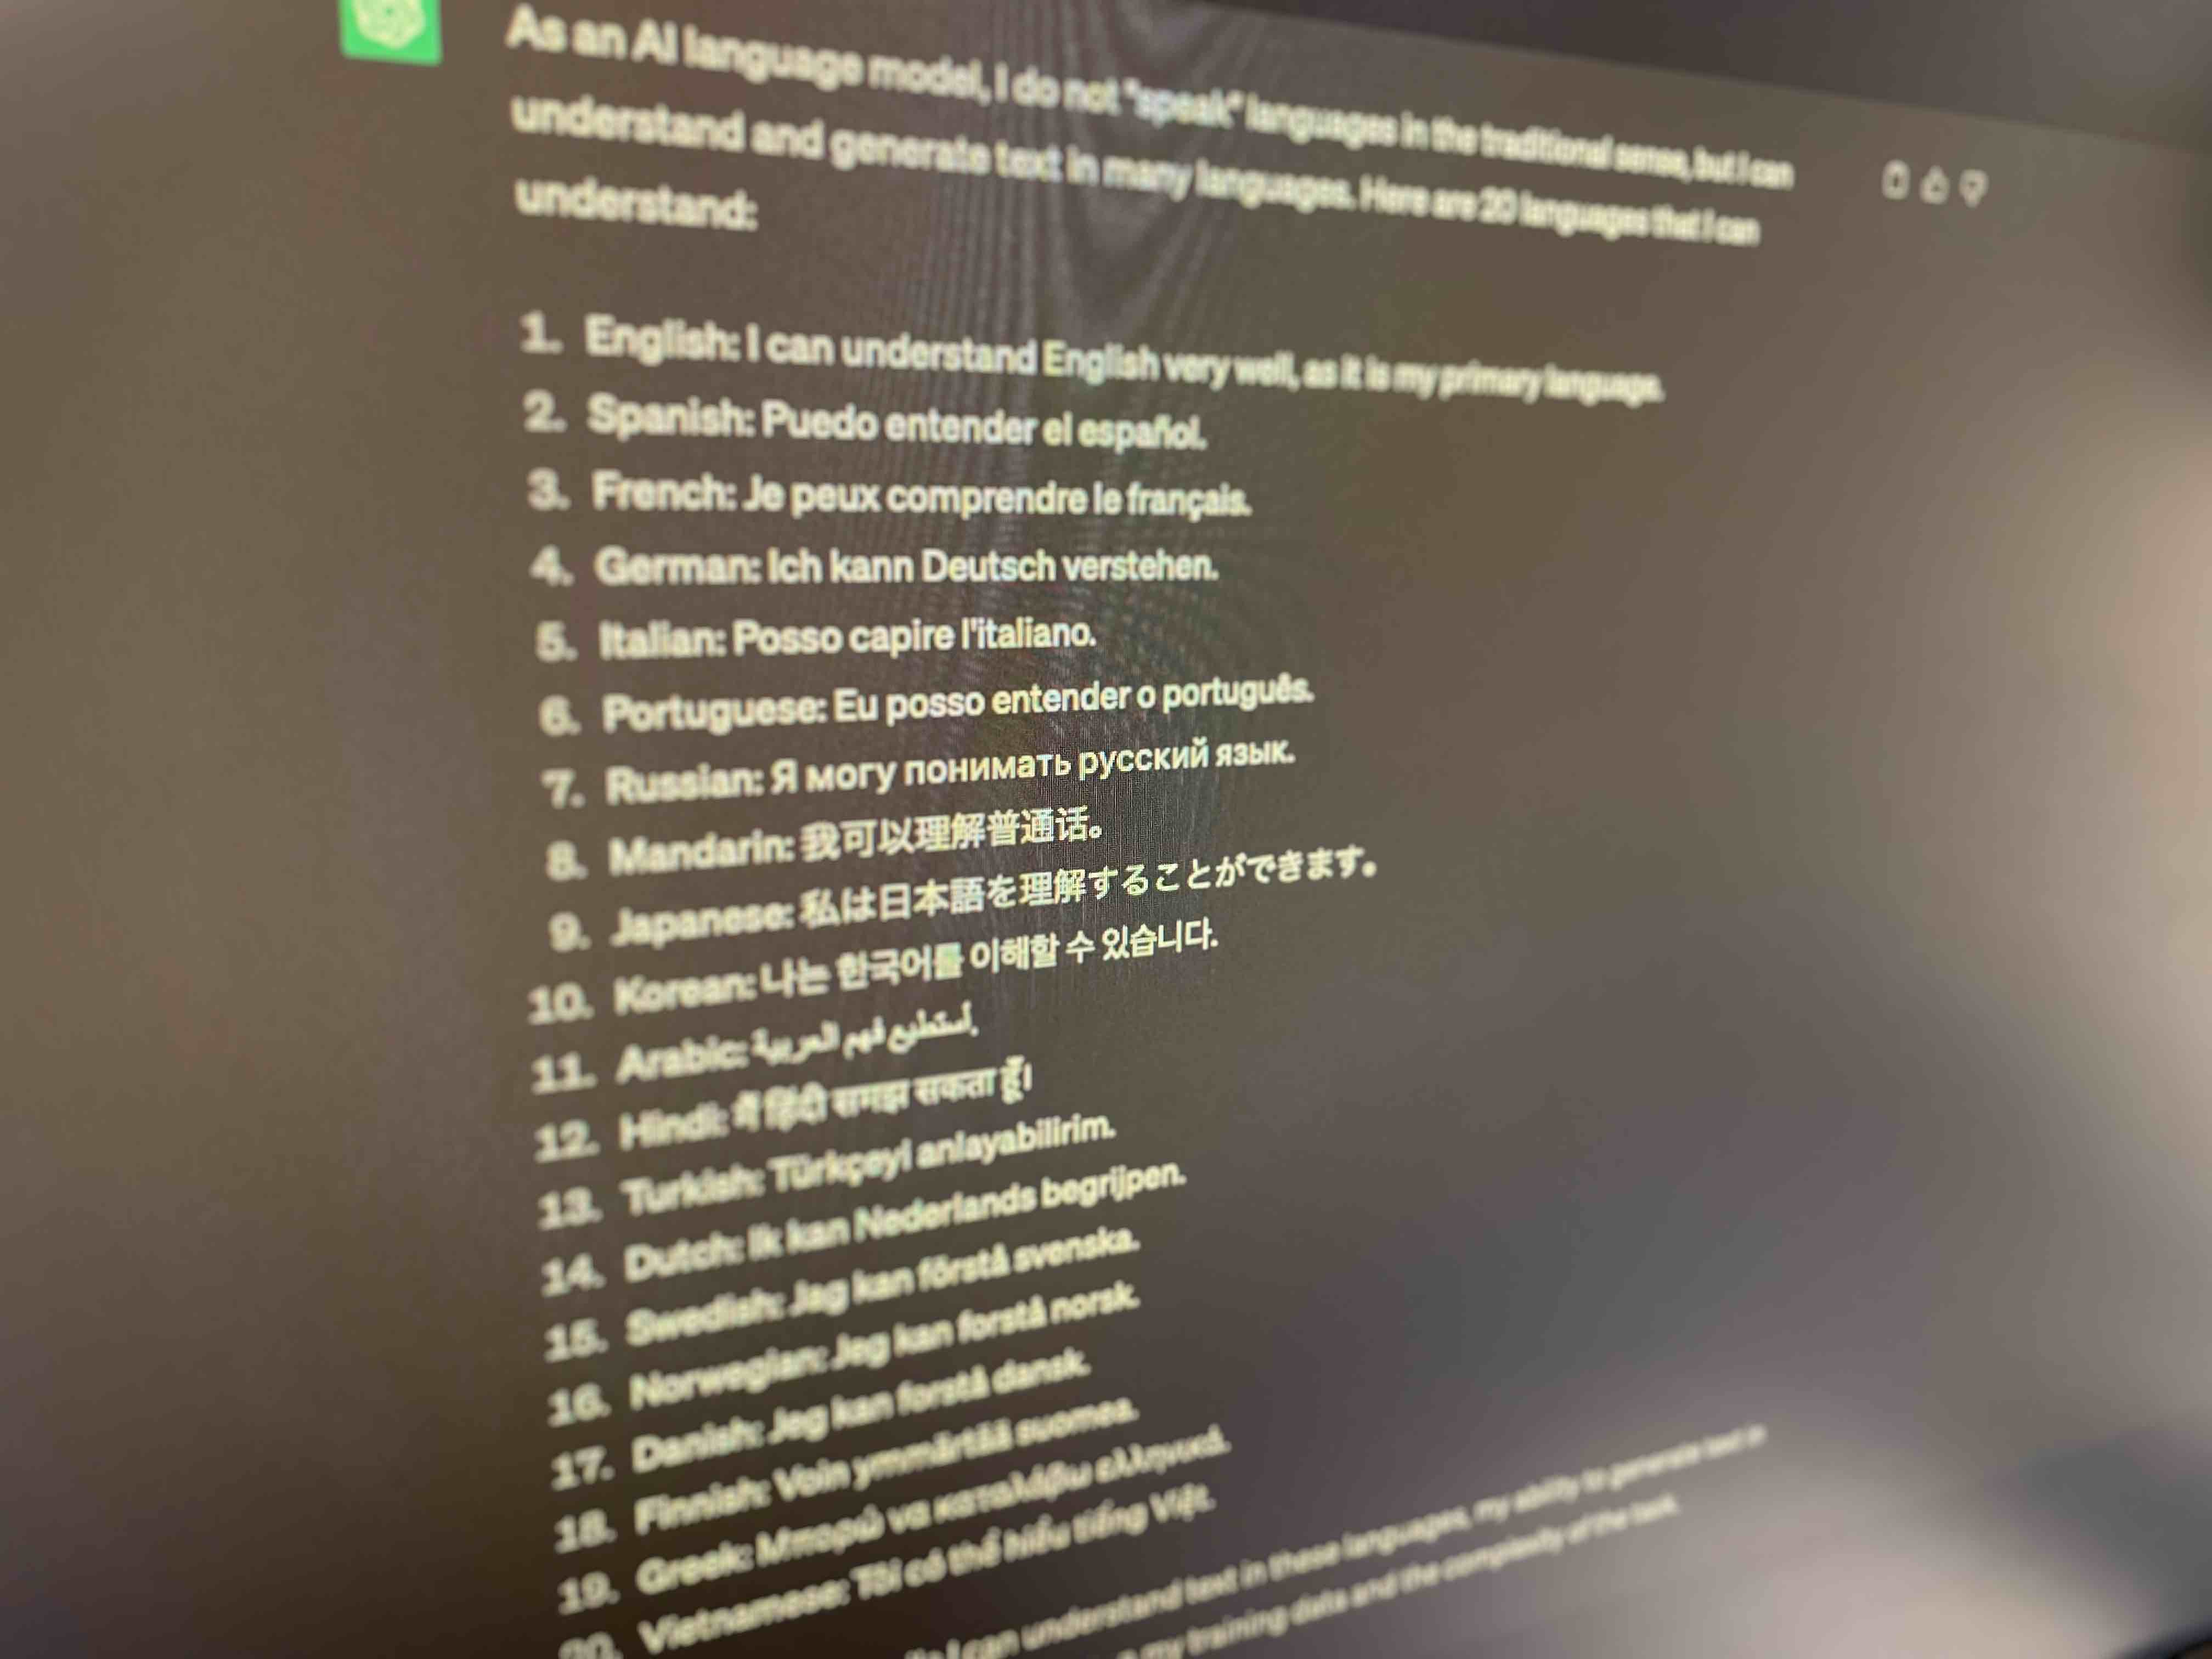 As an AI language model, I do not "speak" languages in the traditional sense, but I can
understand and generate text in many languages. Here are 20 languages that I can
understand:
1. English: I can understand English very well, as it is my primary language.
2. Spanish: Puedo entender el español.
3. French: Je peux comprendre le français.
4. German: Ich kann Deutsch verstehen.
5. Italian: Posso capire l'italiano.
6. Portuguese: Eu posso entender o português.
7. Russian: Я могу понимать русский язык.
8. Mandarin: 我可以理解普通话。
9. Japanese: 私は日本語を理解することができます。
10. Korean: 나는 한국어를 이해할 수 있습니다.
11. Arabic: أستطيع فهم العربية.
12. Hindi: मैं हिंदी समझ सकता हूँ।
13. Turkish: Türkçeyi anlayabilirim.
14. Dutch: Ik kan Nederlands begrijpen.
15. Swedish: Jag kan förstå svenska.
16. Norwegian: Jeg kan forstå norsk.
17. Danish: Jeg kan forstå dansk.
18. Finnish: Voin ymmärtää suomea.
19. Greek: Μπορώ να καταλάβω ελληνικά.
20. Vietnamese: Tôi có thể hiểu tiếng Việt.
I can understand text in these languages, my ability to generate text in
my training data and the complexity of the text.